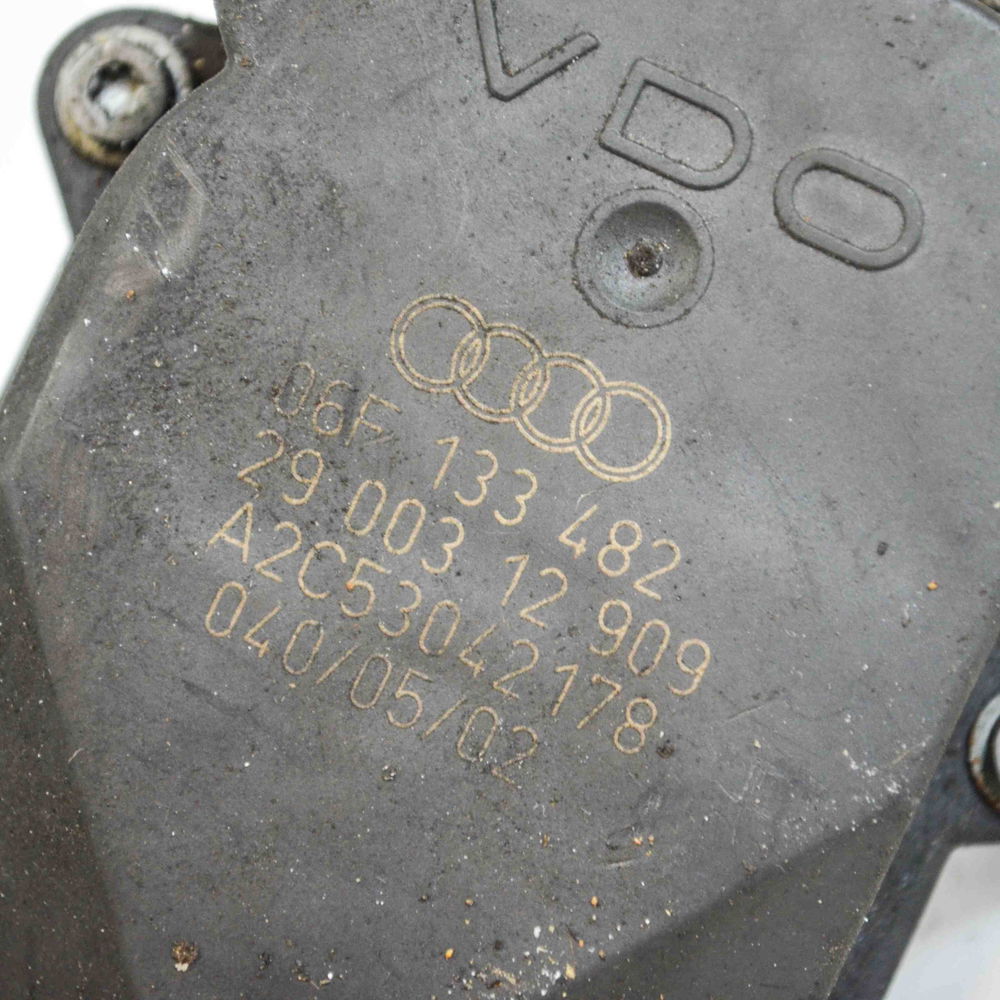 VDO
06F 133 482
29 003 12 909
A2C53042178
040/05/02